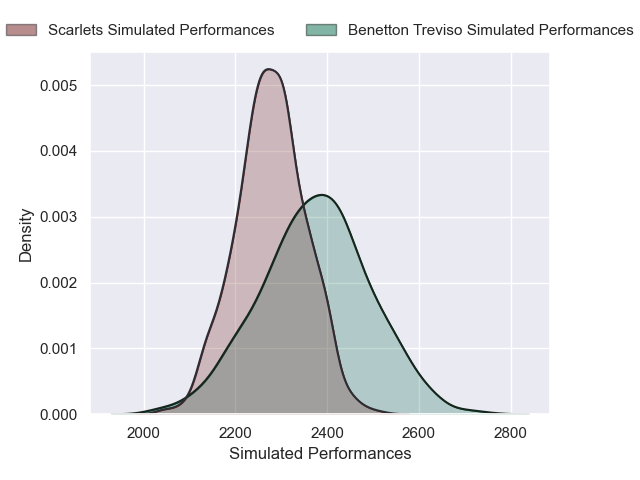 Scarlets Simulated Performances
Benetton Treviso Simulated Performances
0.005
0.004
0.003
0.002
0.001
0.000
Density
2000
2200
2400
2600
2800
Simulated Performances